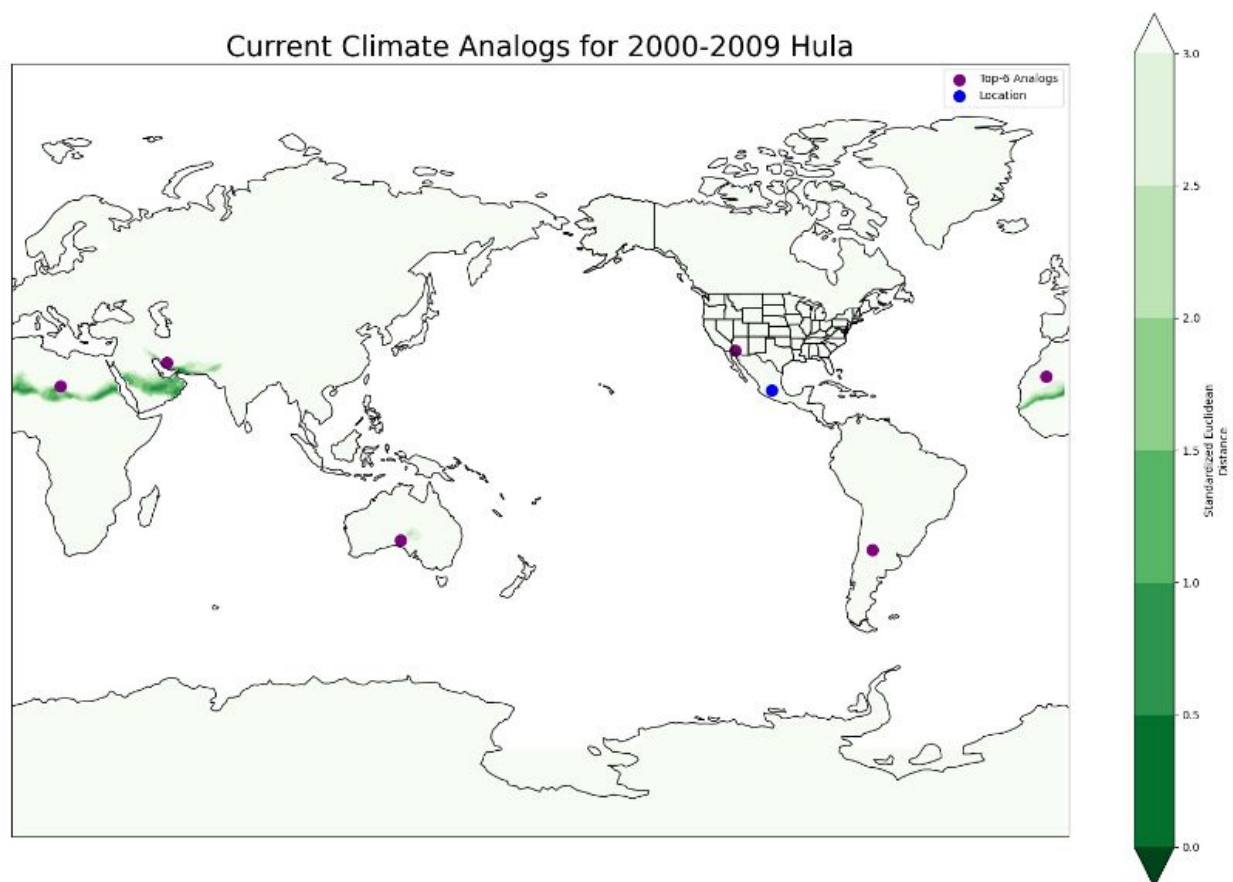 Current Climate Analogs for 2000-2009 Hula
Top-6 Analogs
Location
3.0
2.5
2.0
1.5
1.0
0.5
0.0
Standardized Euclidean
Distance